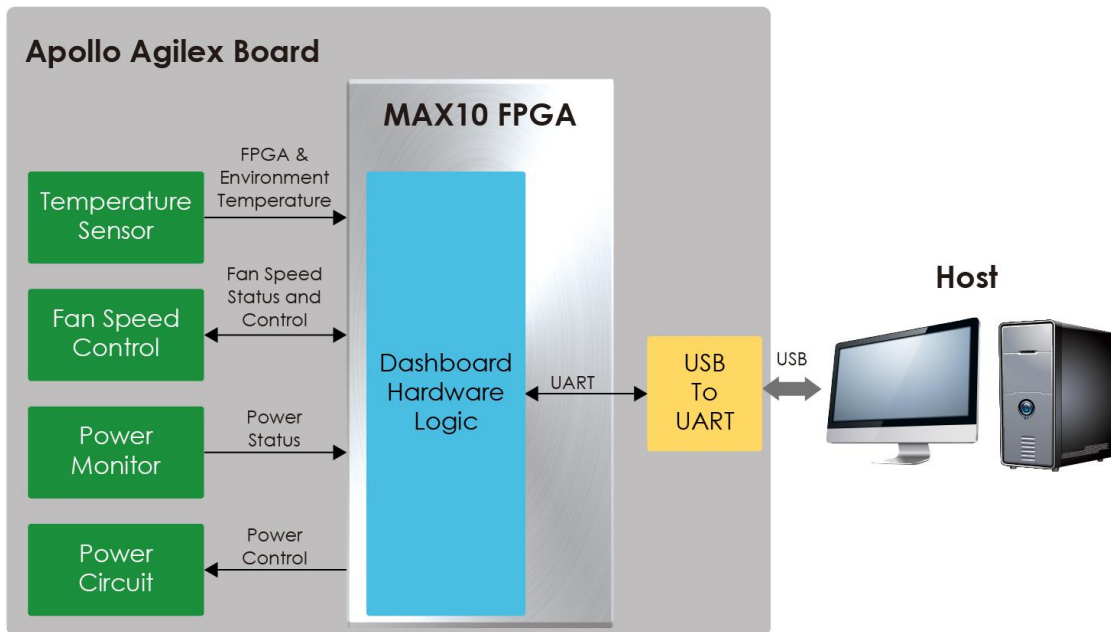 Apollo Agilex Board
MAX10 FPGA
FPGA &
Environment
Temperature
Temperature
Sensor
Fan Speed
Status and
Control
Fan Speed
Control
Dashboard
Hardware
Logic
UART
USB
To
UART
USB
Host
Power
Status
Power
Monitor
Power
Control
Power
Circuit